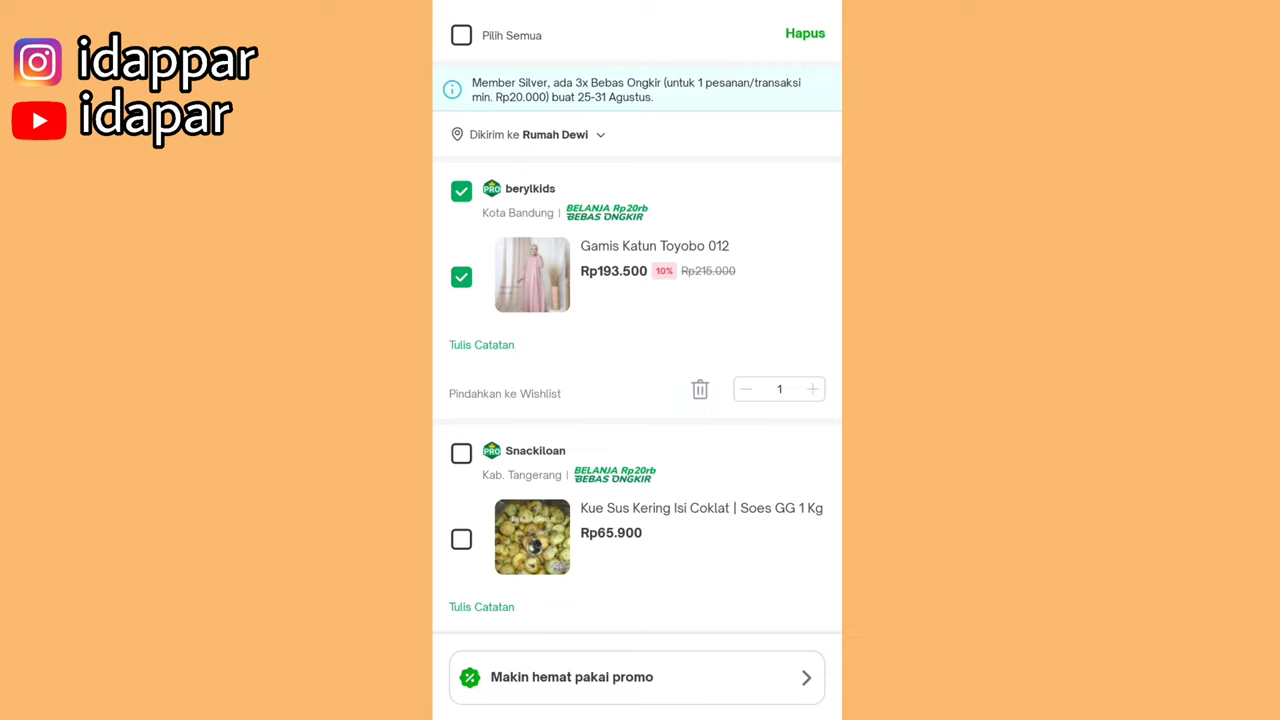 idappar
idapar
Pilih Semua
Hapus
Member Silver, ada 3x Bebas Ongkir (untuk 1 pesanan/transaksi
min. Rp20.000) buat 25-31 Agustus.
Dikirim ke Rumah Dewi
PRO berylkids
Kota Bandung | BELANJA Rp20rb
BEBAS ONGKIR
Gamis Katun Toyobo 012
Rp193.500 10% Rp215.000
Tulis Catatan
Pindahkan ke Wishlist
1
PRO Snackiloan
Kab. Tangerang | BELANJA Rp20rb
BEBAS ONGKIR
Kue Sus Kering Isi Coklat | Soes GG 1 Kg
Rp65.900
Tulis Catatan
Makin hemat pakai promo